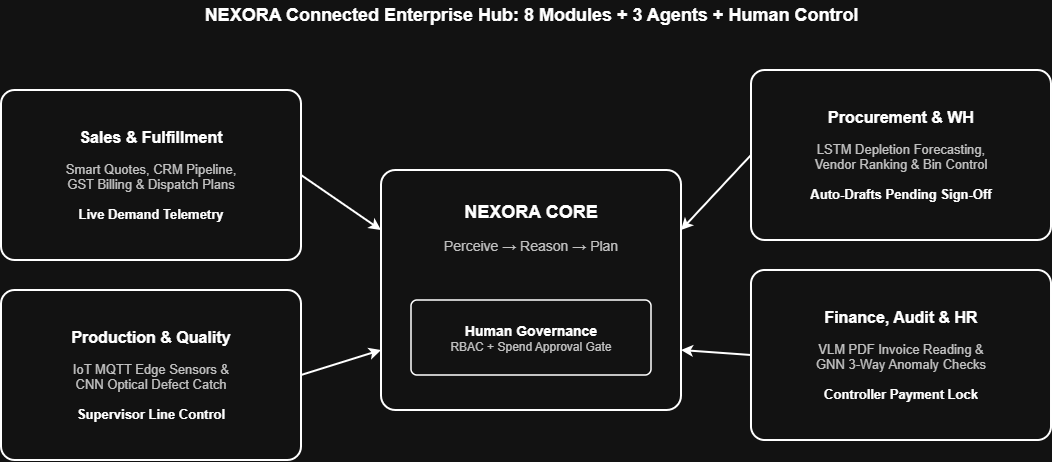 NEXORA Connected Enterprise Hub: 8 Modules + 3 Agents + Human Control
Sales & Fulfillment
Smart Quotes, CRM Pipeline,
GST Billing & Dispatch Plans
Live Demand Telemetry
Production & Quality
IoT MQTT Edge Sensors &
CNN Optical Defect Catch
Supervisor Line Control
NEXORA CORE
Perceive → Reason → Plan
Human Governance
RBAC + Spend Approval Gate
Procurement & WH
LSTM Depletion Forecasting,
Vendor Ranking & Bin Control
Auto-Drafts Pending Sign-Off
Finance, Audit & HR
VLM PDF Invoice Reading &
GNN 3-Way Anomaly Checks
Controller Payment Lock